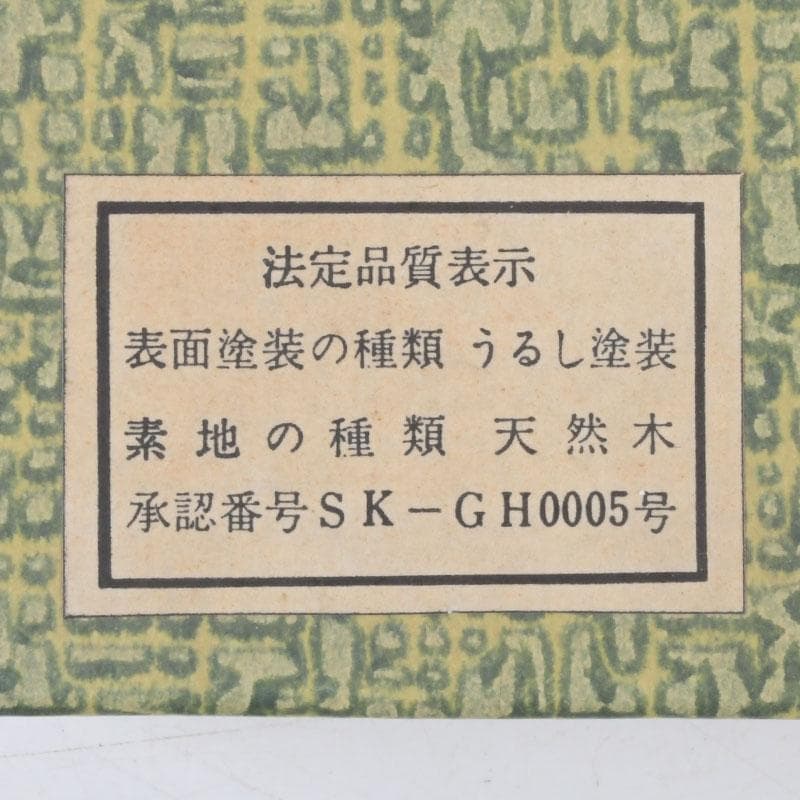 法定品質表示
表面塗装の種類 うるし塗装
素地の種類 天然木
承認番号SK-GH0005号